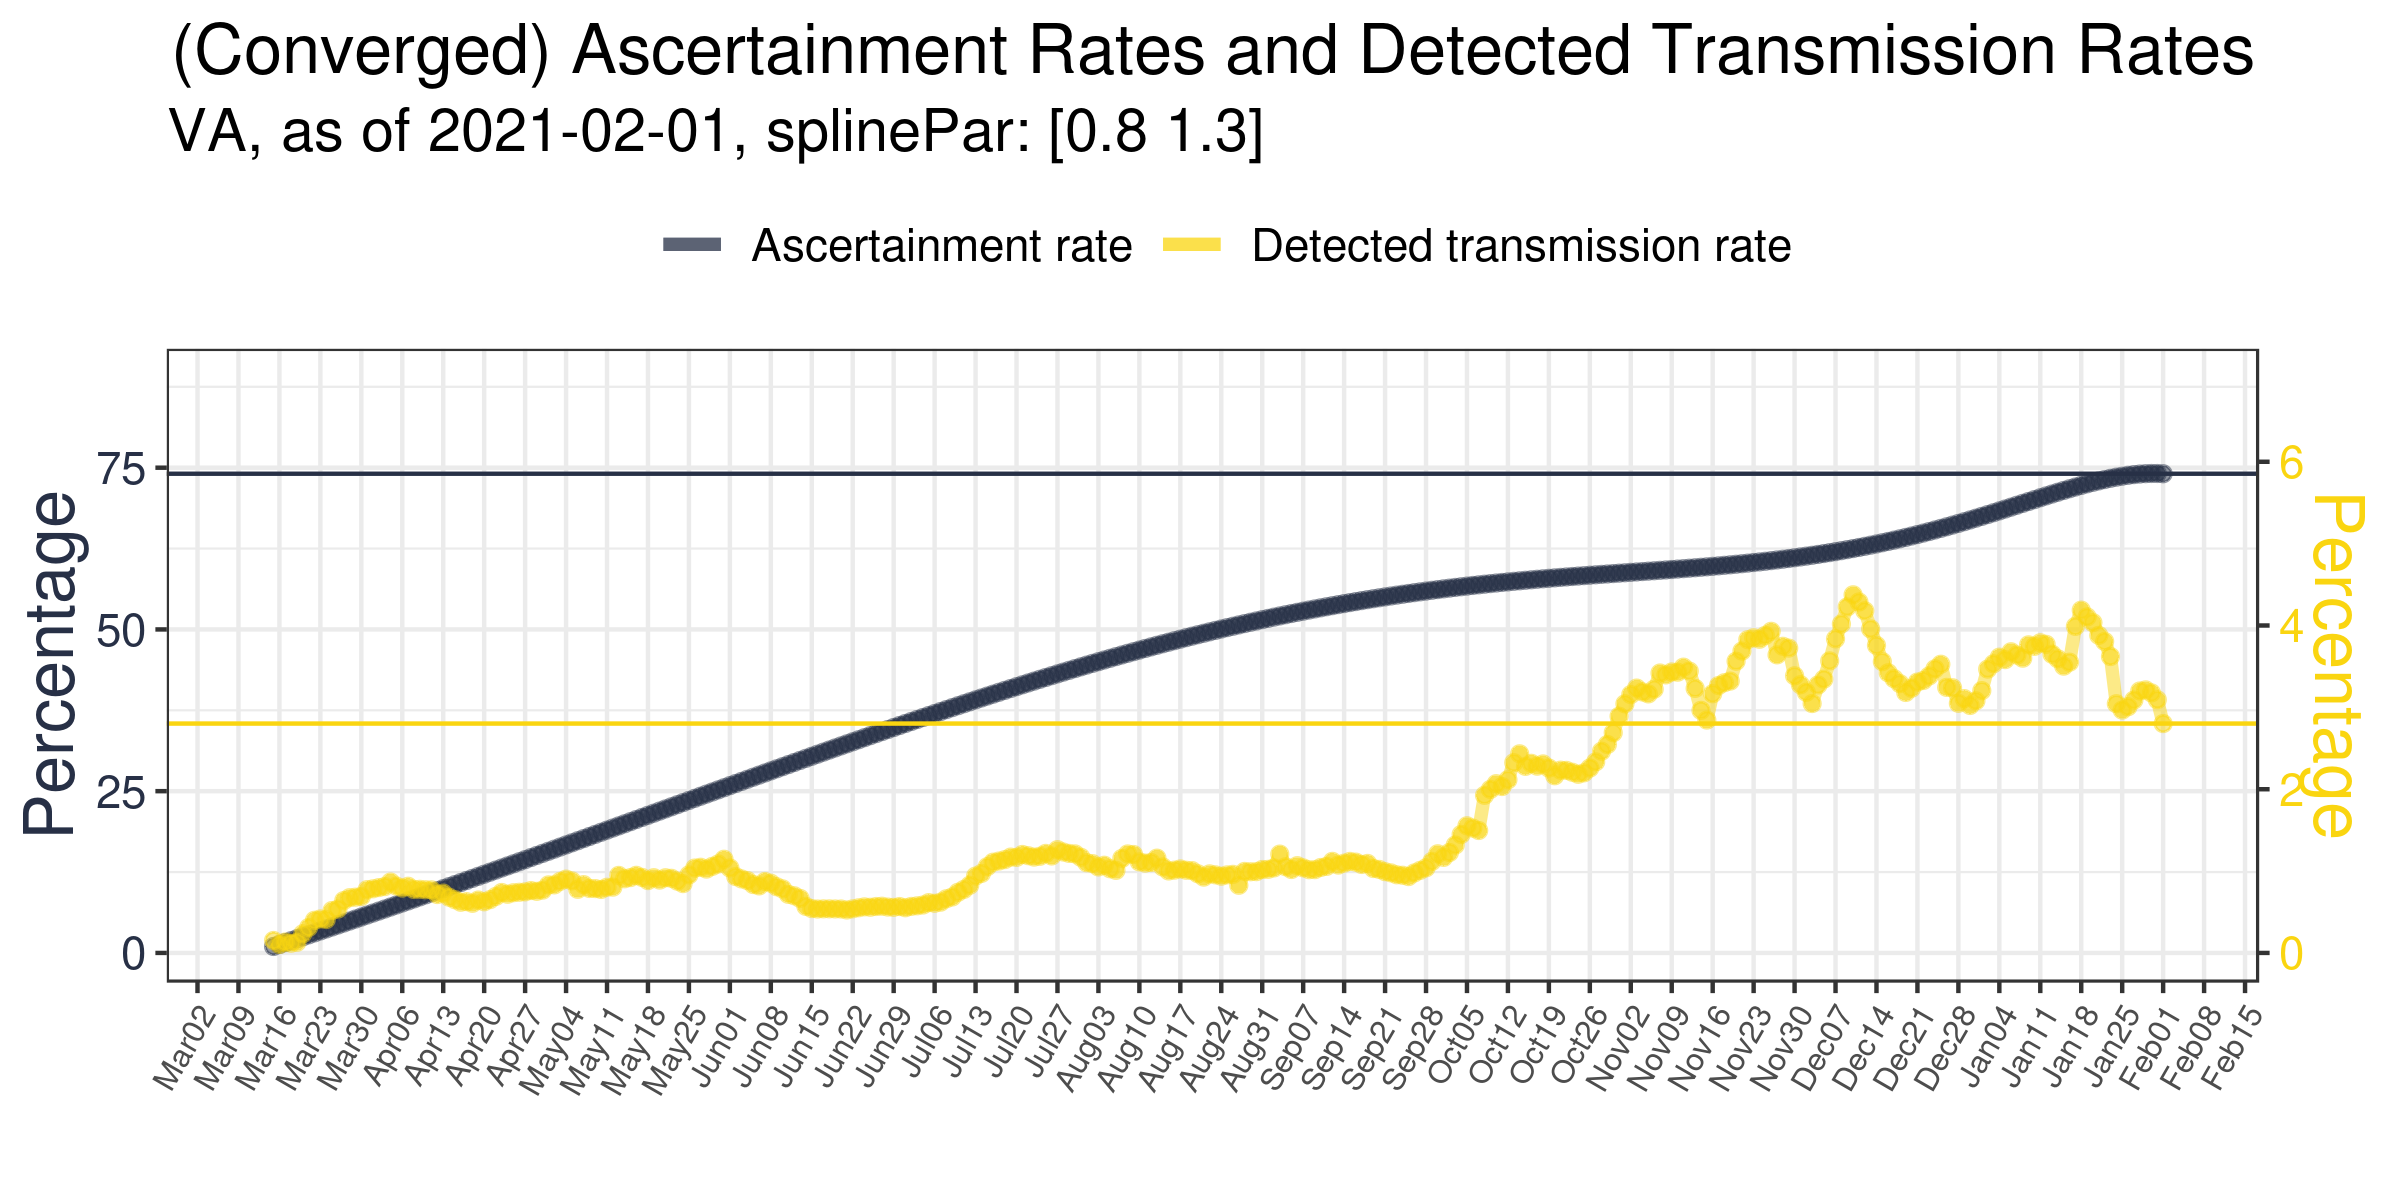 (Converged) Ascertainment Rates and Detected Transmission Rates
VA, as of 2021-02-01, splinePar: [0.8 1.3]
Ascertainment rate Detected transmission rate
Percentage
75
50
25
0
6
4
2
0
Percentage
Mar02 Mar09 Mar16 Mar23 Mar30 Apr06 Apr13 Apr20 Apr27 May04 May11 May18 May25 Jun01 Jun08 Jun15 Jun22 Jun29 Jul06 Jul13 Jul20 Jul27 Aug03 Aug10 Aug17 Aug24 Aug31 Sep07 Sep14 Sep21 Sep28 Oct05 Oct12 Oct19 Oct26 Nov02 Nov09 Nov16 Nov23 Nov30 Dec07 Dec14 Dec21 Dec28 Jan04 Jan11 Jan18 Jan25 Feb01 Feb08 Feb15